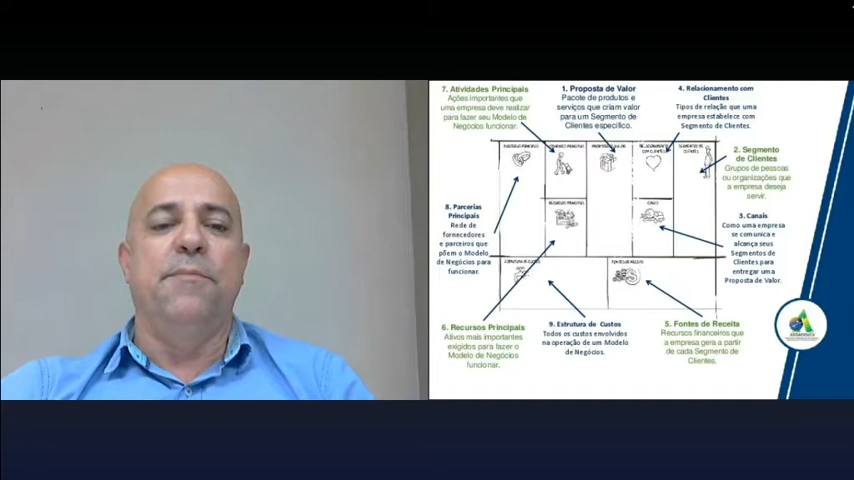 7. Atividades Principais
Ações importantes que
uma empresa deve realizar
para fazer seu Modelo de
Negócios funcionar.
1. Proposta de Valor
Pacote de produtos e
serviços que criam valor
para um Segmento de
Clientes específico.
4. Relacionamento com
Clientes
Tipos de relação que uma
empresa estabelece com
Segmento de Clientes.
2. Segmento
de Clientes
Grupos de pessoas
ou organizações que
a empresa deseja
servir.
8. Parcerias
Principais
Rede de
fornecedores
e parceiros que
põem o Modelo
de Negócios para
funcionar.
3. Canais
Como uma empresa
se comunica e
alcança seus
Segmentos de
Clientes para
entregar uma
Proposta de Valor.
6. Recursos Principais
Ativos mais importantes
exigidos para fazer o
Modelo de Negócios
funcionar.
9. Estrutura de Custos
Todos os custos envolvidos
na operação de um Modelo
de Negócios.
5. Fontes de Receita
Recursos financeiros que
a empresa gera a partir
de cada Segmento de
Clientes.